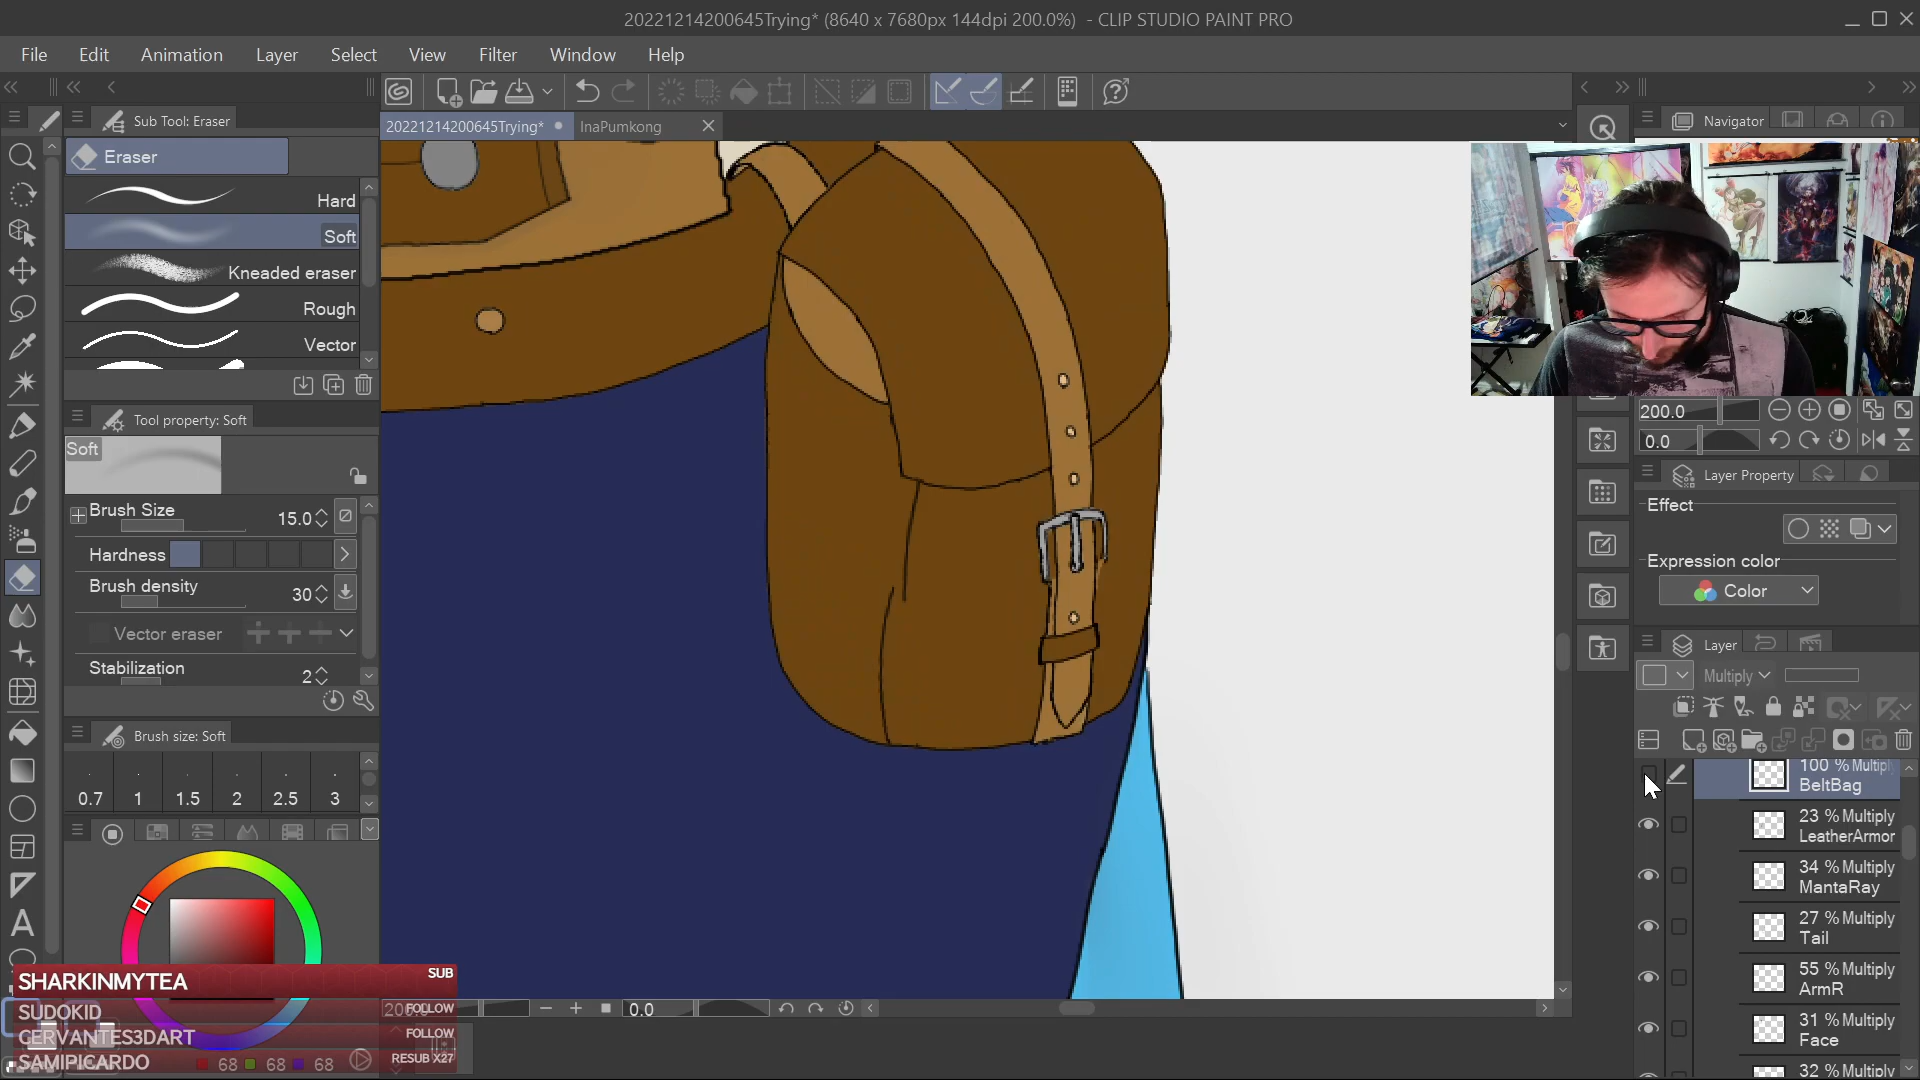 20221214200645Trying* (8640 x 7680px 144dpi 200.0%) - CLIP STUDIO PAINT PRO
File Edit Animation Layer Select View Filter Window Help
Sub Tool: Eraser
20221214200645Trying*
InaPumkong
Navigator
Eraser
Hard
Soft
Kneaded eraser
Rough
Vector
Tool property: Soft
Soft
Brush Size 15.0
Hardness
Brush density 30
Vector eraser
Stabilization 2
Brush size: Soft
0.7 1 1.5 2 2.5 3
200.0
0.0
Layer Property
Effect
Expression color
Color
Layer
Multiply
100 % Multiply
BeltBag
23 % Multiply
LeatherArmor
34 % Multiply
MantaRay
27 % Multiply
Tail
55 % Multiply
ArmR
31 % Multiply
Face
32 % Multiply
SHARKINMYTEA SUB
SUDOKID FOLLOW
CERVANTES3DART FOLLOW
SAMIPICARDO RESUB X27
68 68 68
0.0